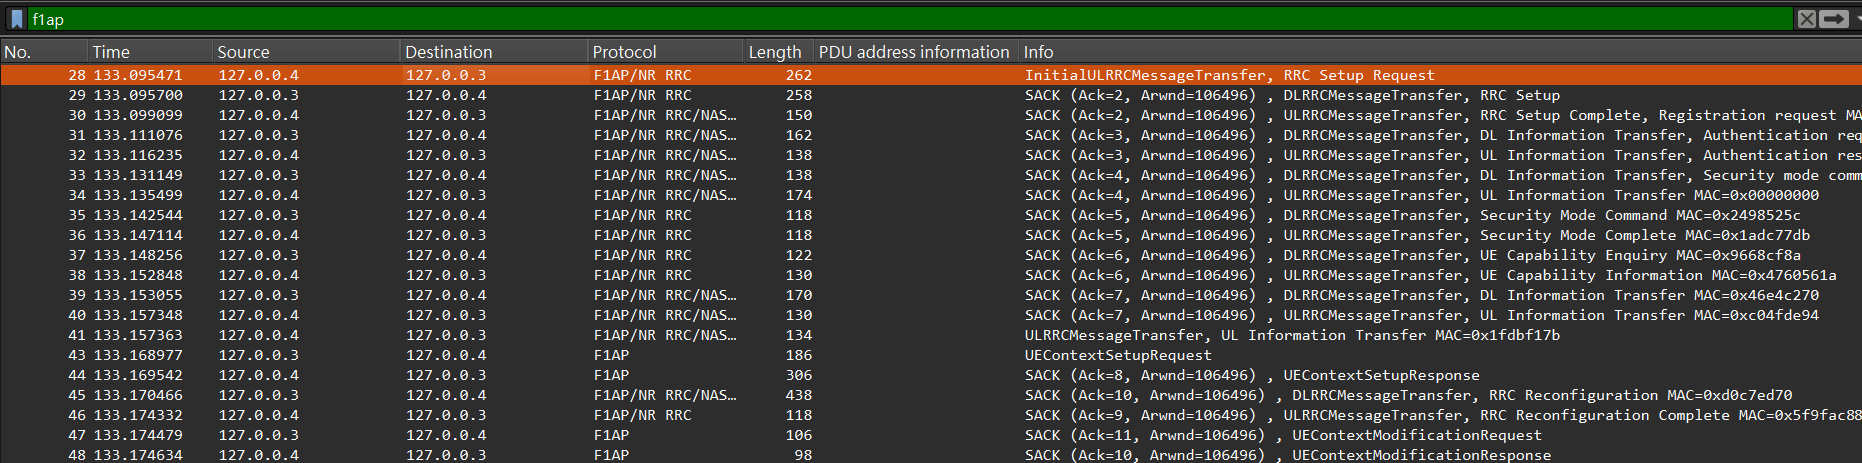 f1ap
No. Time Source Destination Protocol Length PDU address information Info
28 133.095471 127.0.0.4 127.0.0.3 F1AP/NR RRC 262 InitialULRRCMessageTransfer, RRC Setup Request
29 133.095700 127.0.0.3 127.0.0.4 F1AP/NR RRC 258 SACK (Ack=2, Arwnd=106496) , DLRRCMessageTransfer, RRC Setup
30 133.099099 127.0.0.4 127.0.0.3 F1AP/NR RRC/NAS… 150 SACK (Ack=2, Arwnd=106496) , ULRRCMessageTransfer, RRC Setup Complete, Registration request MA
31 133.111076 127.0.0.3 127.0.0.4 F1AP/NR RRC/NAS… 162 SACK (Ack=3, Arwnd=106496) , DLRRCMessageTransfer, DL Information Transfer, Authentication req
32 133.116235 127.0.0.4 127.0.0.3 F1AP/NR RRC/NAS… 138 SACK (Ack=3, Arwnd=106496) , ULRRCMessageTransfer, UL Information Transfer, Authentication res
33 133.131149 127.0.0.3 127.0.0.4 F1AP/NR RRC/NAS… 138 SACK (Ack=4, Arwnd=106496) , DLRRCMessageTransfer, DL Information Transfer, Security mode comm
34 133.135499 127.0.0.4 127.0.0.3 F1AP/NR RRC/NAS… 174 SACK (Ack=4, Arwnd=106496) , ULRRCMessageTransfer, UL Information Transfer MAC=0x00000000
35 133.142544 127.0.0.3 127.0.0.4 F1AP/NR RRC 118 SACK (Ack=5, Arwnd=106496) , DLRRCMessageTransfer, Security Mode Command MAC=0x2498525c
36 133.147114 127.0.0.4 127.0.0.3 F1AP/NR RRC 118 SACK (Ack=5, Arwnd=106496) , ULRRCMessageTransfer, Security Mode Complete MAC=0x1adc77db
37 133.148256 127.0.0.3 127.0.0.4 F1AP/NR RRC 122 SACK (Ack=6, Arwnd=106496) , DLRRCMessageTransfer, UE Capability Enquiry MAC=0x9668cf8a
38 133.152848 127.0.0.4 127.0.0.3 F1AP/NR RRC 130 SACK (Ack=6, Arwnd=106496) , ULRRCMessageTransfer, UE Capability Information MAC=0x4760561a
39 133.153055 127.0.0.3 127.0.0.4 F1AP/NR RRC/NAS… 170 SACK (Ack=7, Arwnd=106496) , DLRRCMessageTransfer, DL Information Transfer MAC=0x46e4c270
40 133.157348 127.0.0.4 127.0.0.3 F1AP/NR RRC/NAS… 130 SACK (Ack=7, Arwnd=106496) , ULRRCMessageTransfer, UL Information Transfer MAC=0xc04fde94
41 133.157363 127.0.0.4 127.0.0.3 F1AP/NR RRC/NAS… 134 ULRRCMessageTransfer, UL Information Transfer MAC=0x1fdbf17b
43 133.168977 127.0.0.3 127.0.0.4 F1AP 186 UEContextSetupRequest
44 133.169542 127.0.0.4 127.0.0.3 F1AP 306 SACK (Ack=8, Arwnd=106496) , UEContextSetupResponse
45 133.170466 127.0.0.3 127.0.0.4 F1AP/NR RRC/NAS… 438 SACK (Ack=10, Arwnd=106496) , DLRRCMessageTransfer, RRC Reconfiguration MAC=0xd0c7ed70
46 133.174332 127.0.0.4 127.0.0.3 F1AP/NR RRC 118 SACK (Ack=9, Arwnd=106496) , ULRRCMessageTransfer, RRC Reconfiguration Complete MAC=0x5f9fac88
47 133.174479 127.0.0.3 127.0.0.4 F1AP 106 SACK (Ack=11, Arwnd=106496) , UEContextModificationRequest
48 133.174634 127.0.0.4 127.0.0.3 F1AP 98 SACK (Ack=10, Arwnd=106496) , UEContextModificationResponse